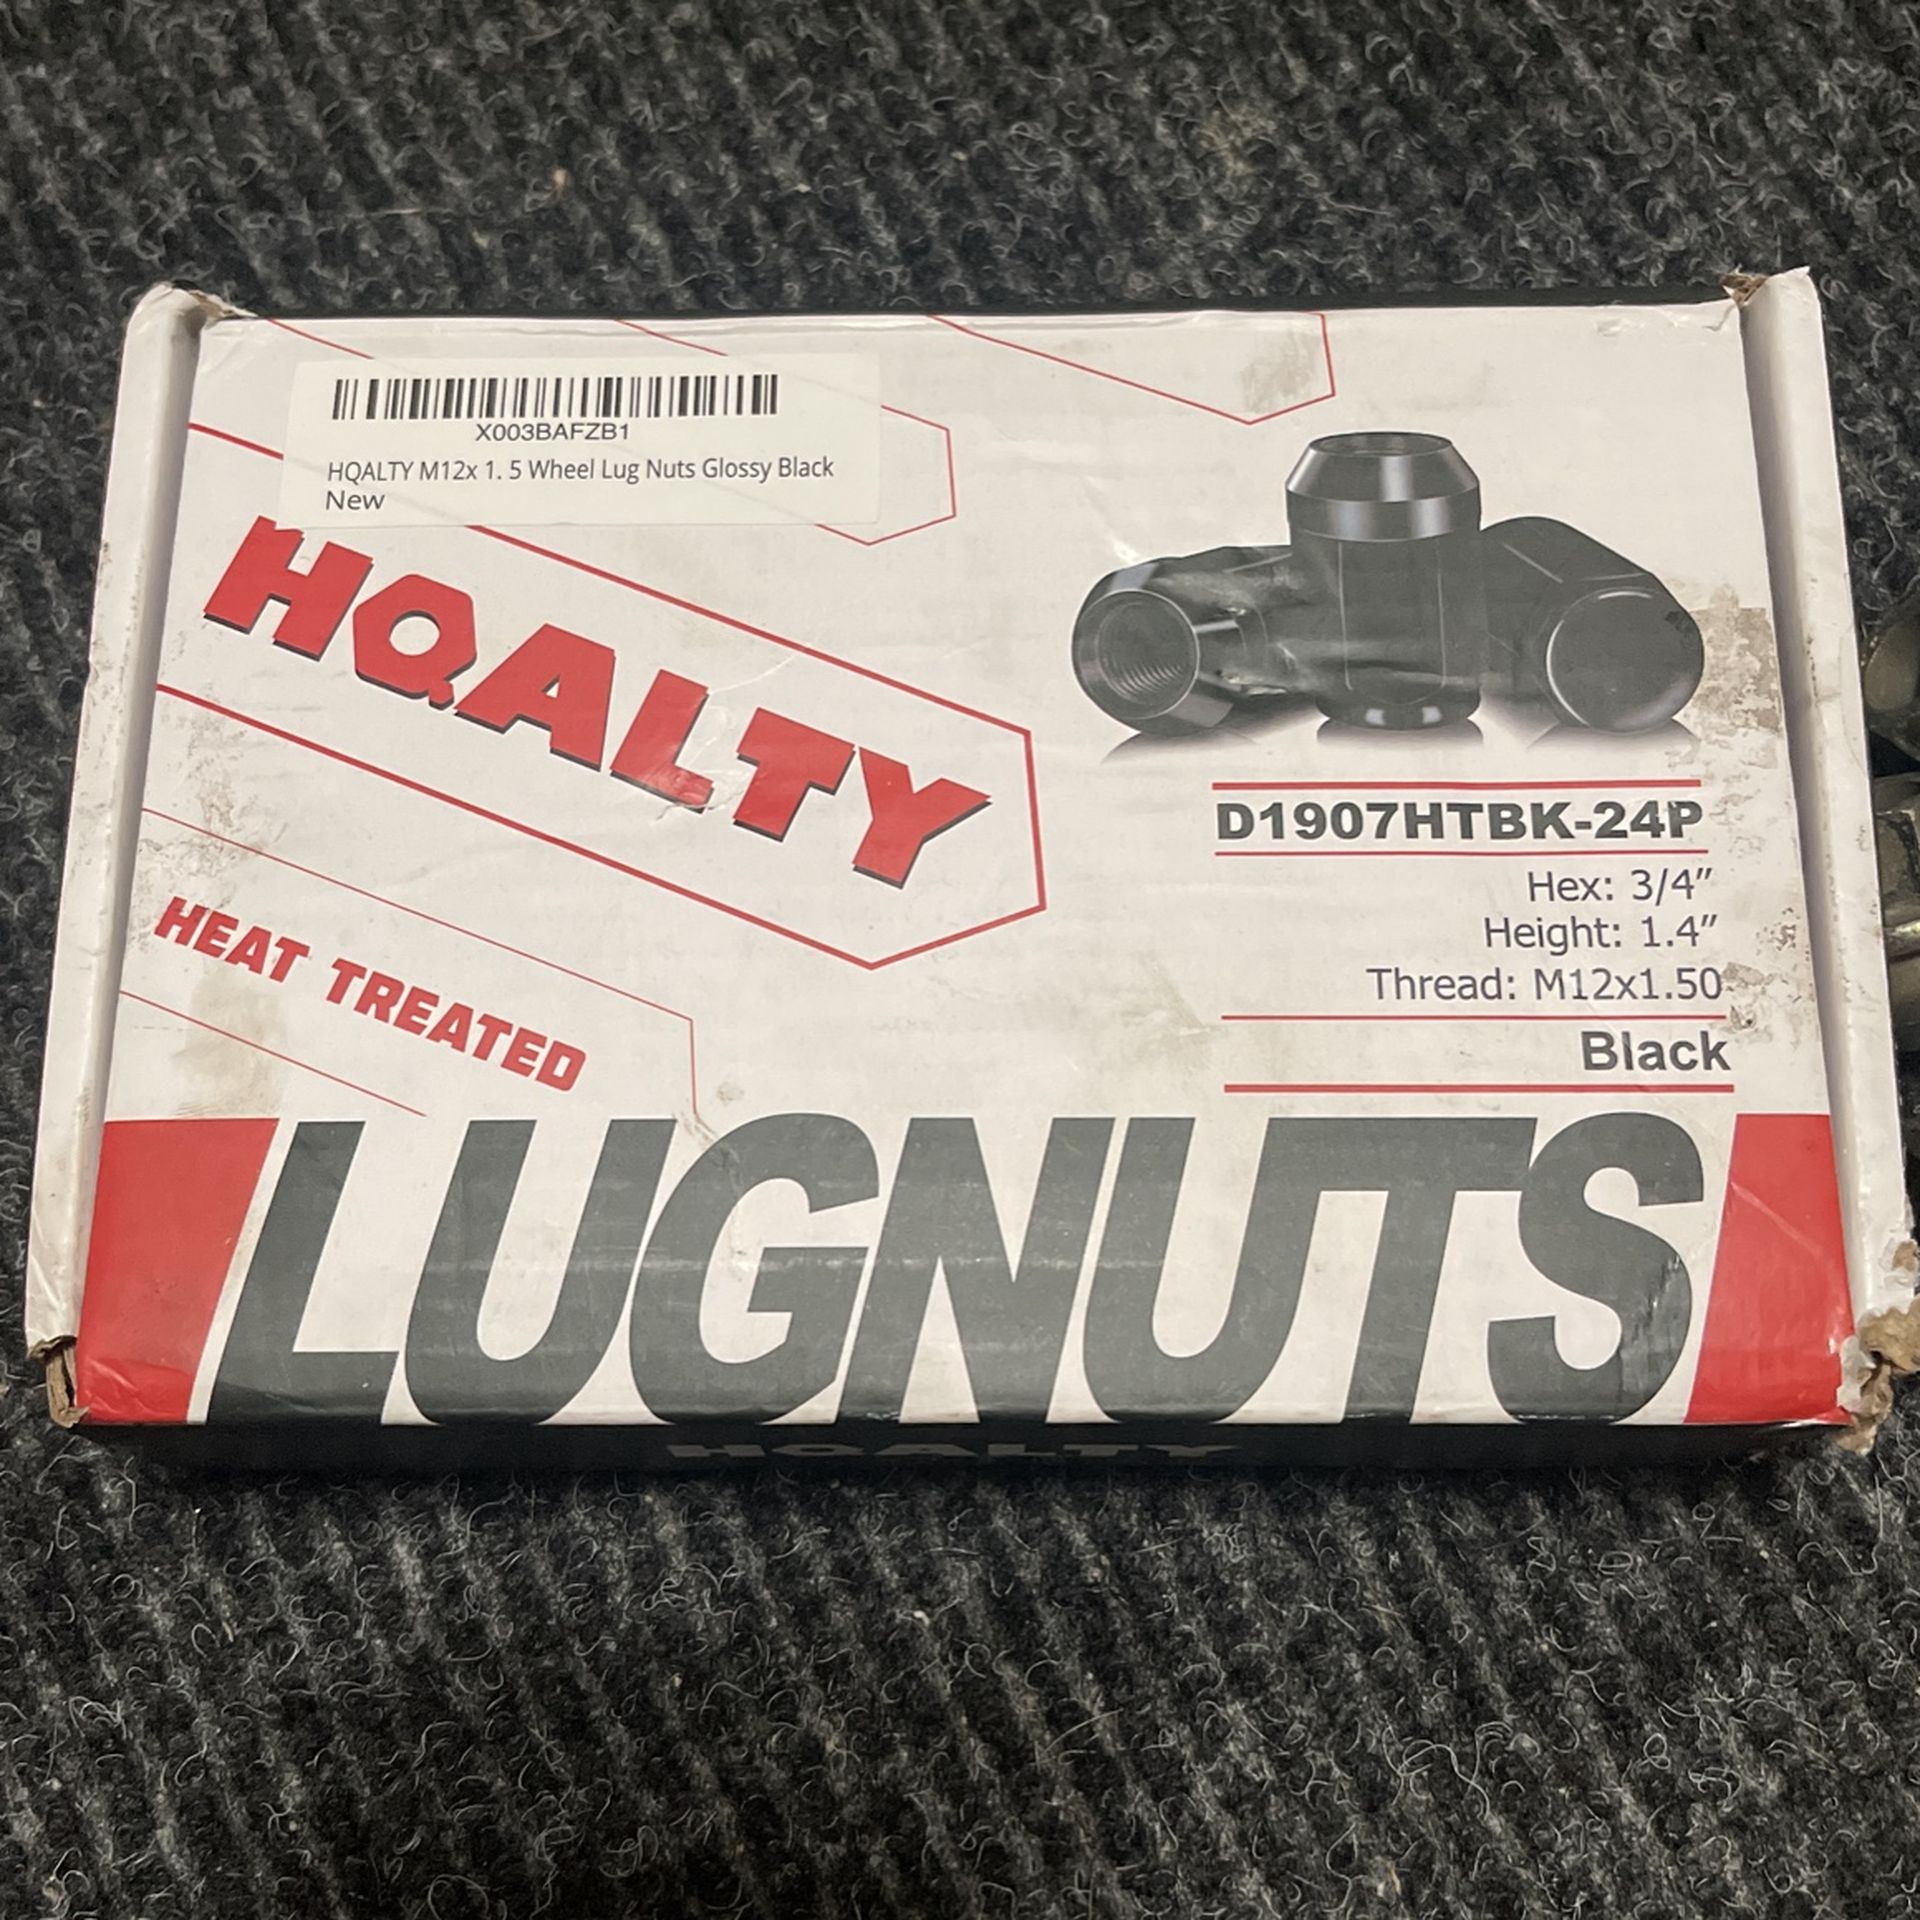 X003BAFZB1
HQALTY M12x 1. 5 Wheel Lug Nuts Glossy Black
New
HQALTY
HEAT TREATED
D1907HTBK-24P
Hex: 3/4"
Height: 1.4"
Thread: M12x1.50
Black
LUGNUTS
HQALTY